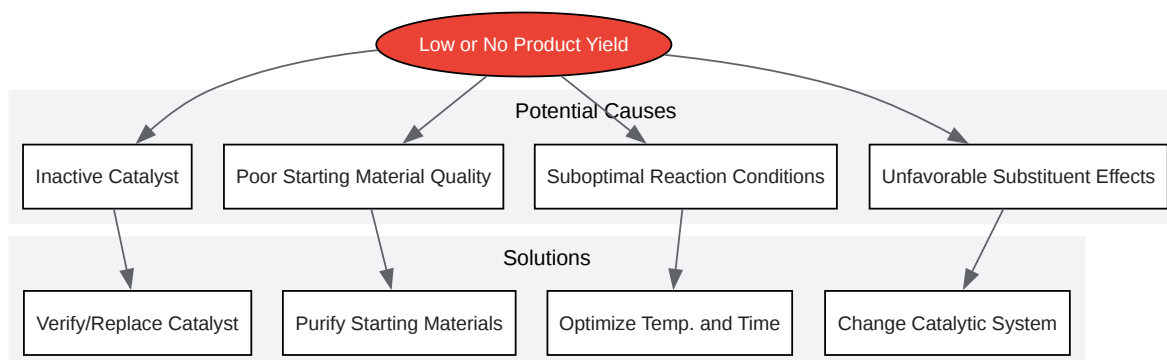 Low or No Product Yield
Potential Causes
Inactive Catalyst
Poor Starting Material Quality
Suboptimal Reaction Conditions
Unfavorable Substituent Effects
Solutions
Verify/Replace Catalyst
Purify Starting Materials
Optimize Temp. and Time
Change Catalytic System